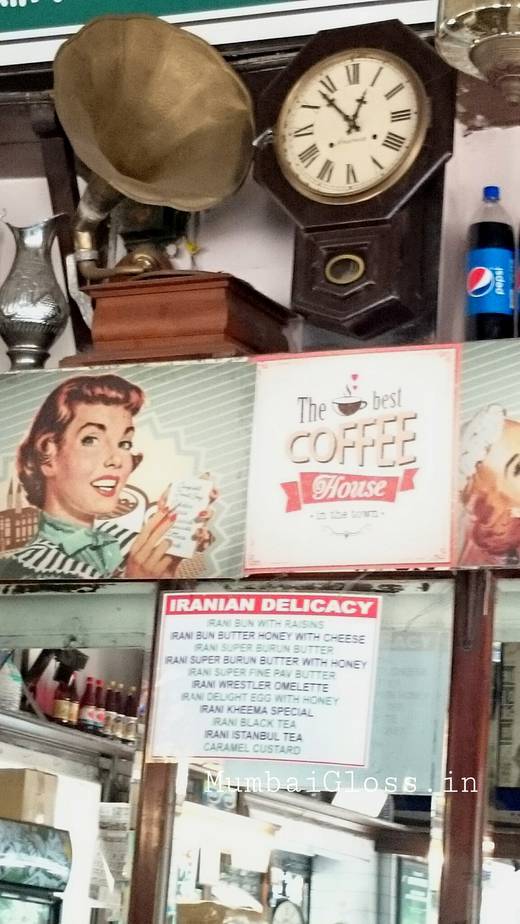 pepsi
The best
COFFEE
House
- in the town -
IRANIAN DELICACY
IRANI BUN WITH RAISINS
IRANI BUN BUTTER HONEY WITH CHEESE
IRANI SUPER BURUN BUTTER
IRANI SUPER BURUN BUTTER WITH HONEY
IRANI SUPER FINE PAV BUTTER
IRANI WRESTLER OMELETTE
IRANI DELIGHT EGG WITH HONEY
IRANI KHEEMA SPECIAL
IRANI BLACK TEA
IRANI ISTANBUL TEA
CARAMEL CUSTARD
MumbaiGloss.in